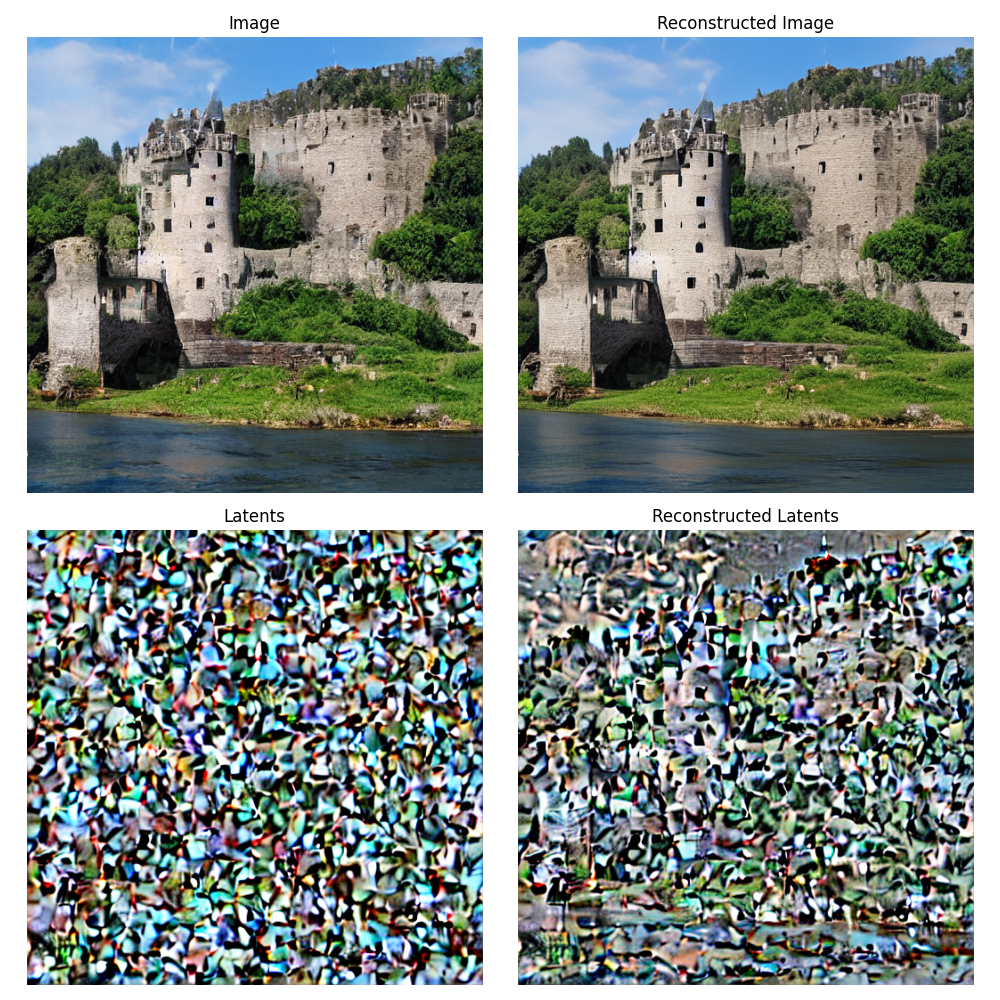 Image
Reconstructed Image
Latents
Reconstructed Latents